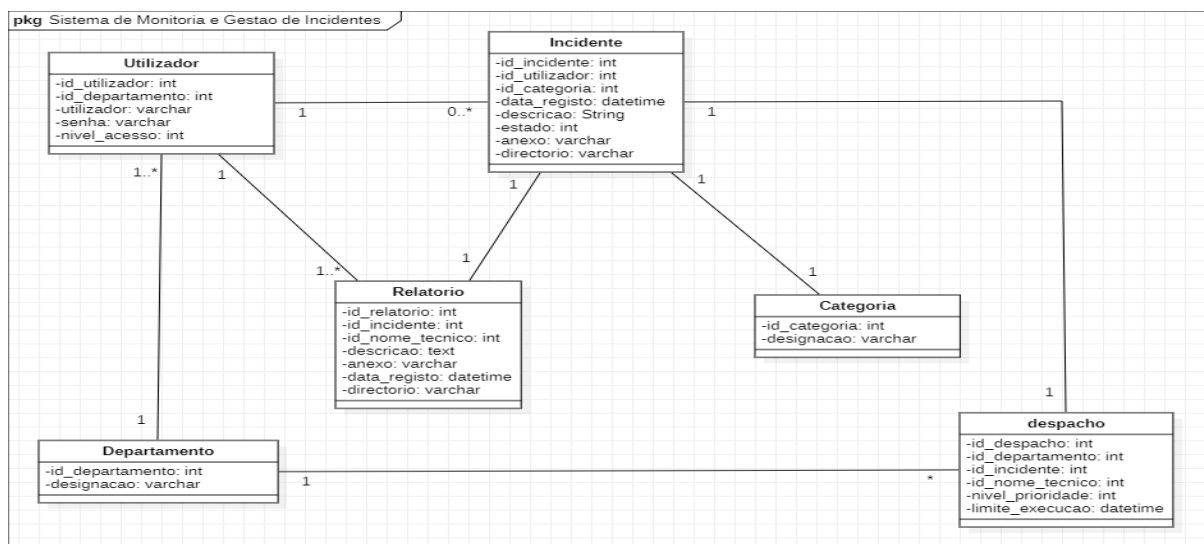 pkg Sistema de Monitoria e Gestao de Incidentes
Utilizador
-id_utilizador: int
-id_departamento: int
-utilizador: varchar
-senha: varchar
-nivel_acesso: int
Incidente
-id_incidente: int
-id_utilizador: int
-id_categoria: int
-data_registo: datetime
-descricao: String
-estado: int
-anexo: varchar
-directorio: varchar
1
0..*
1
1..*
1
1
1
1..*
1
1
Relatorio
-id_relatorio: int
-id_incidente: int
-id_nome_tecnico: int
-descricao: text
-anexo: varchar
-data_registo: datetime
-directorio: varchar
Categoria
-id_categoria: int
-designacao: varchar
1
1
Departamento
-id_departamento: int
-designacao: varchar
1
*
despacho
-id_despacho: int
-id_departamento: int
-id_incidente: int
-id_nome_tecnico: int
-nivel_prioridade: int
-limite_execucao: datetime